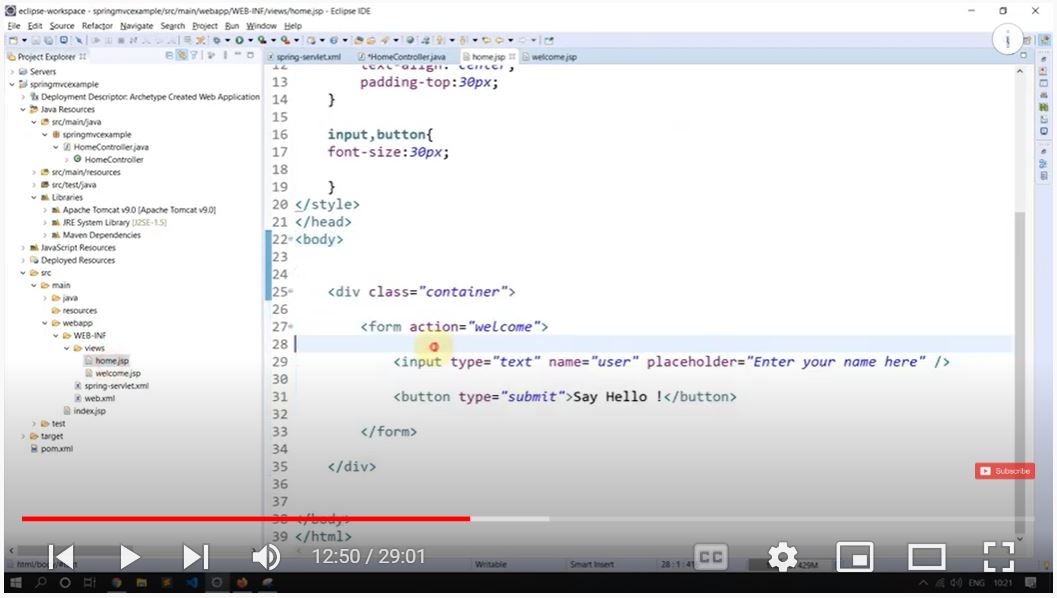 eclipse-workspace - springmvcexample/src/main/webapp/WEB-INF/views/home.jsp - Eclipse IDE
File Edit Source Refactor Navigate Search Project Run Window Help
Project Explorer
spring-servlet.xml *HomeController.java home.jsp welcome.jsp
Servers
springmvcexample
Deployment Descriptor: Archetype Created Web Application
Java Resources
src/main/java
springmvcexample
HomeController.java
HomeController
src/main/resources
src/test/java
Libraries
Apache Tomcat v9.0 [Apache Tomcat v9.0]
JRE System Library [J2SE-1.5]
Maven Dependencies
JavaScript Resources
Deployed Resources
src
main
java
resources
webapp
WEB-INF
views
home.jsp
welcome.jsp
spring-servlet.xml
web.xml
index.jsp
test
target
pom.xml
12 text-align: center;
13 padding-top:30px;
14 }
15
16 input,button{
17 font-size:30px;
18
19 }
20 </style>
21 </head>
22 <body>
23
24
25 <div class="container">
26
27 <form action="welcome">
28
29 <input type="text" name="user" placeholder="Enter your name here" />
30
31 <button type="submit">Say Hello !</button>
32
33 </form>
34
35 </div>
36
37
38 </body>
39 </html>
Subscribe
12:50 / 29:01
CC
Writable Smart Insert
ENG 10:21